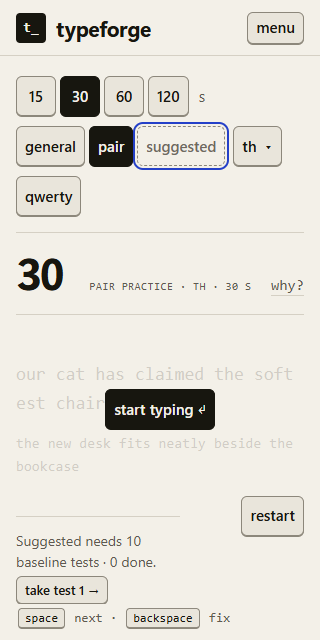 t_ typeforge menu
15 30 60 120 s
general pair suggested th
qwerty
30 PAIR PRACTICE · TH · 30 S why?
our cat has claimed the soft
est chair
start typing ↲
the new desk fits neatly beside the
bookcase
restart
Suggested needs 10
baseline tests · 0 done.
take test 1 →
space next · backspace fix